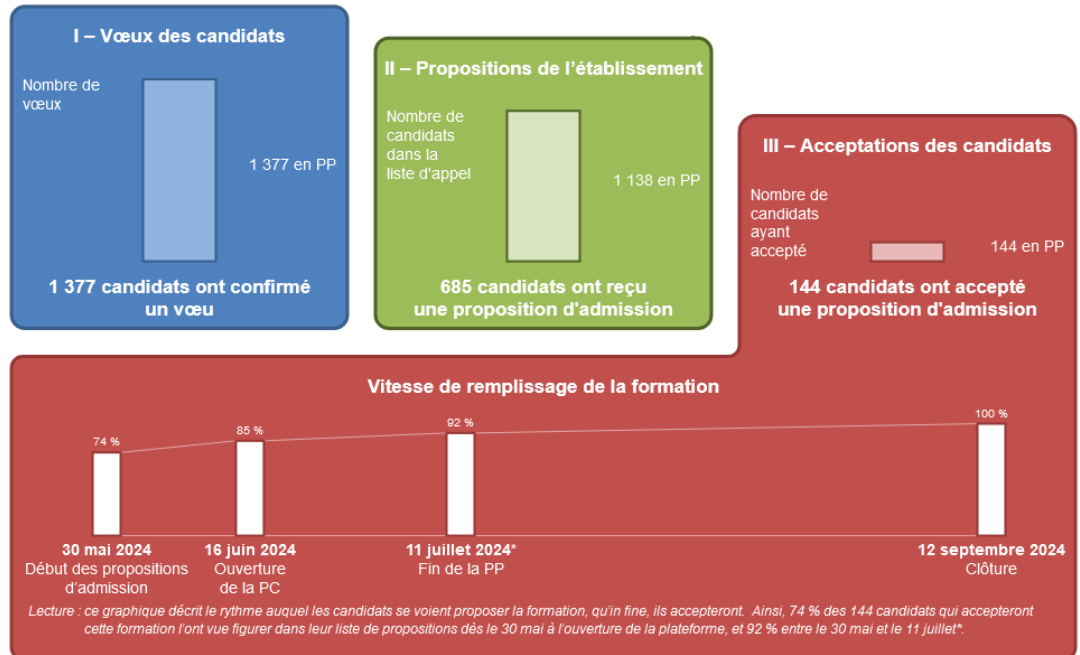 I – Vœux des candidats
Nombre de
vœux
1 377 en PP
1 377 candidats ont confirmé
un vœu
II – Propositions de l'établissement
Nombre de
candidats
dans la
liste d'appel
1 138 en PP
685 candidats ont reçu
une proposition d'admission
III – Acceptations des candidats
Nombre de
candidats
ayant
accepté
144 en PP
144 candidats ont accepté
une proposition d'admission
Vitesse de remplissage de la formation
74 %
85 %
92 %
100 %
30 mai 2024
Début des propositions
d'admission
16 juin 2024
Ouverture
de la PC
11 juillet 2024*
Fin de la PP
12 septembre 2024
Clôture
Lecture : ce graphique décrit le rythme auquel les candidats se voient proposer la formation, qu'in fine, ils accepteront. Ainsi, 74 % des 144 candidats qui accepteront
cette formation l'ont vue figurer dans leur liste de propositions dès le 30 mai à l'ouverture de la plateforme, et 92 % entre le 30 mai et le 11 juillet*.